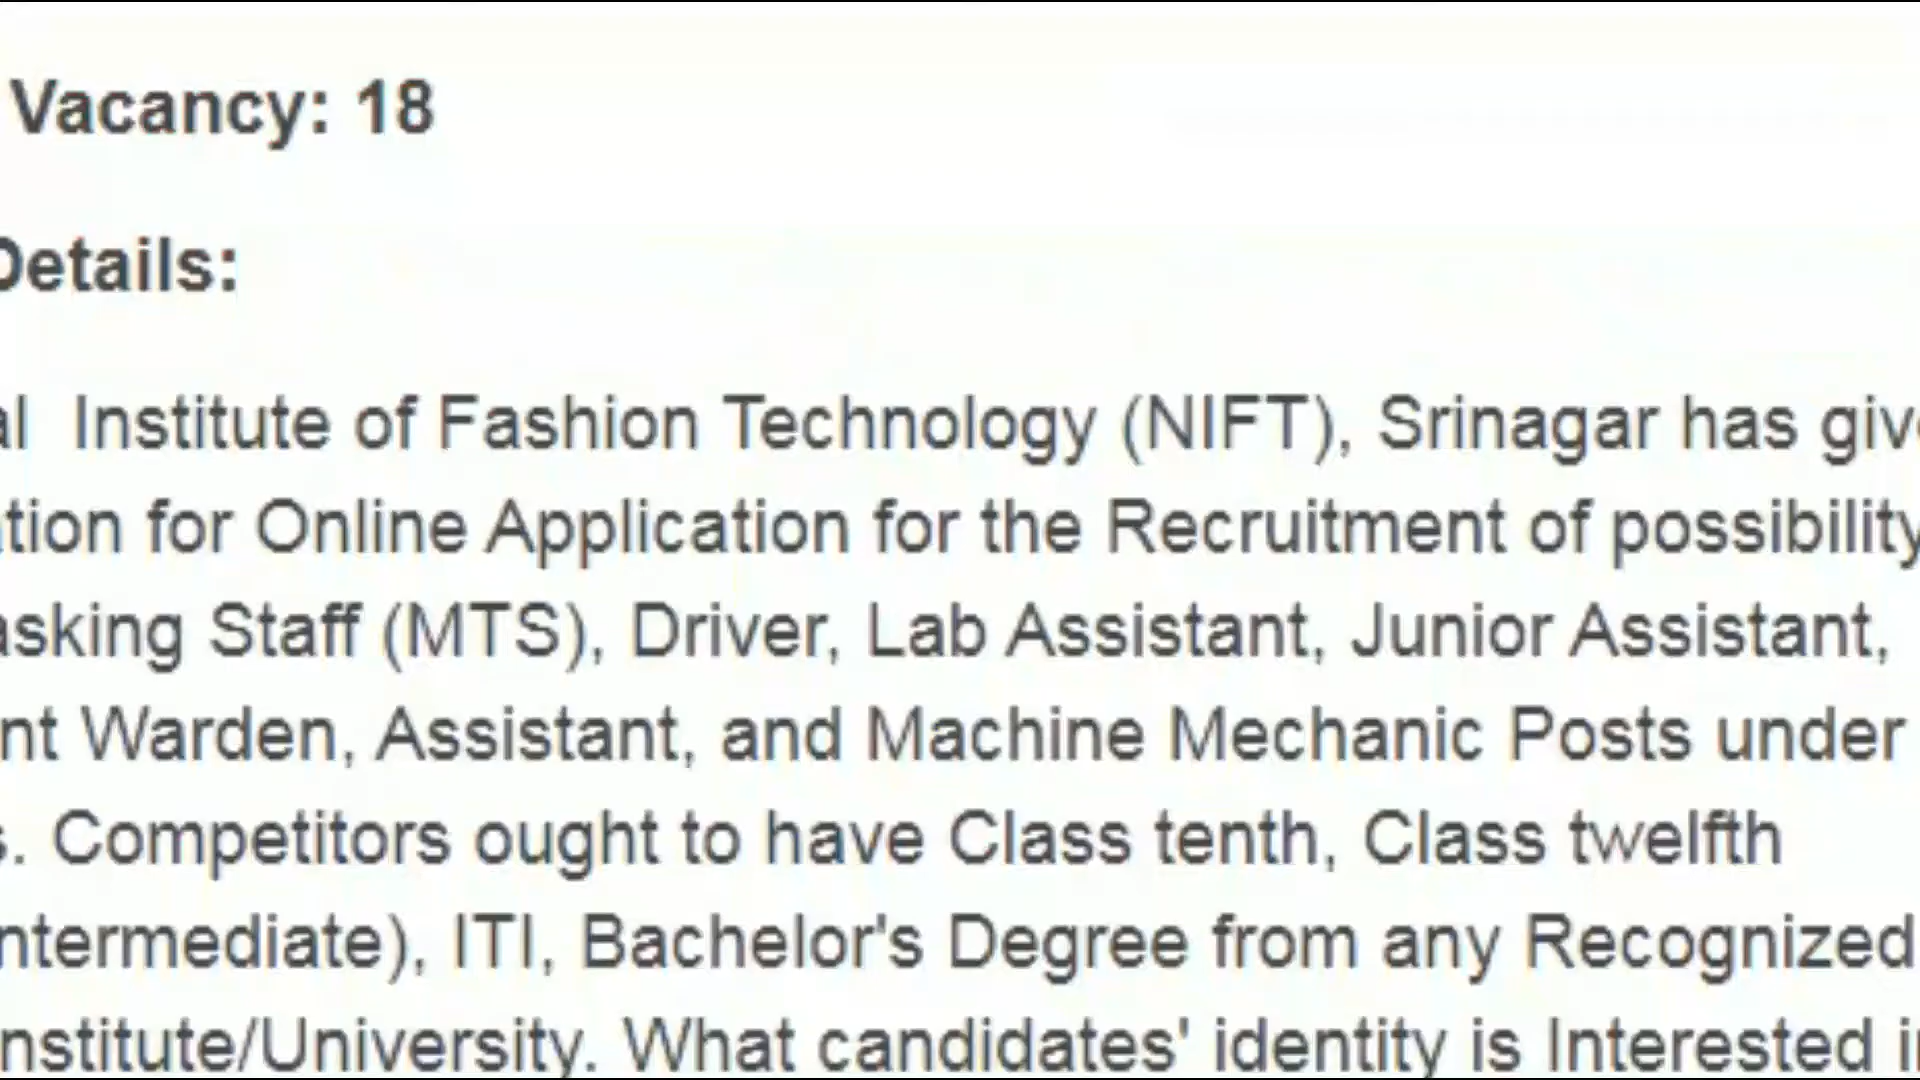 Vacancy: 18
Details:
al Institute of Fashion Technology (NIFT), Srinagar has giv
ation for Online Application for the Recruitment of possibility
asking Staff (MTS), Driver, Lab Assistant, Junior Assistant,
nt Warden, Assistant, and Machine Mechanic Posts under
s. Competitors ought to have Class tenth, Class twelfth
ntermediate), ITI, Bachelor's Degree from any Recognized
nstitute/University. What candidates' identity is Interested i